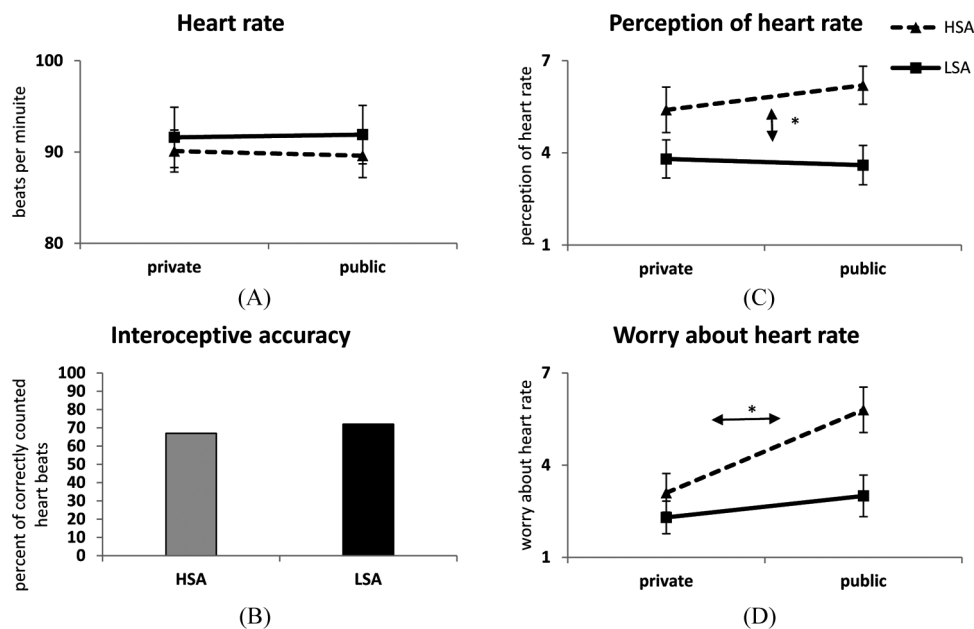 Heart rate
beats per minuite
100
90
80
private public
(A)
Perception of heart rate
HSA
LSA
perception of heart rate
7
4
1
*
private public
(C)
Interoceptive accuracy
percent of correctly counted
heart beats
100
90
80
70
60
50
40
30
20
10
0
HSA LSA
(B)
Worry about heart rate
worry about heart rate
7
4
1
*
private public
(D)